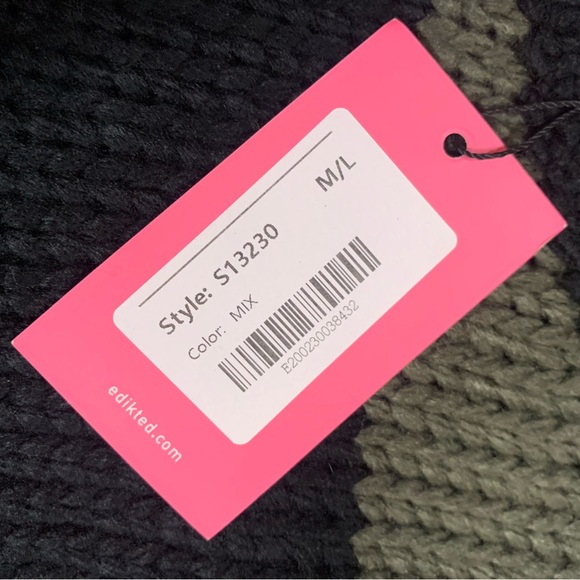 M/L
Style: S13230
Color: MIX
E200230038432
edikted.com